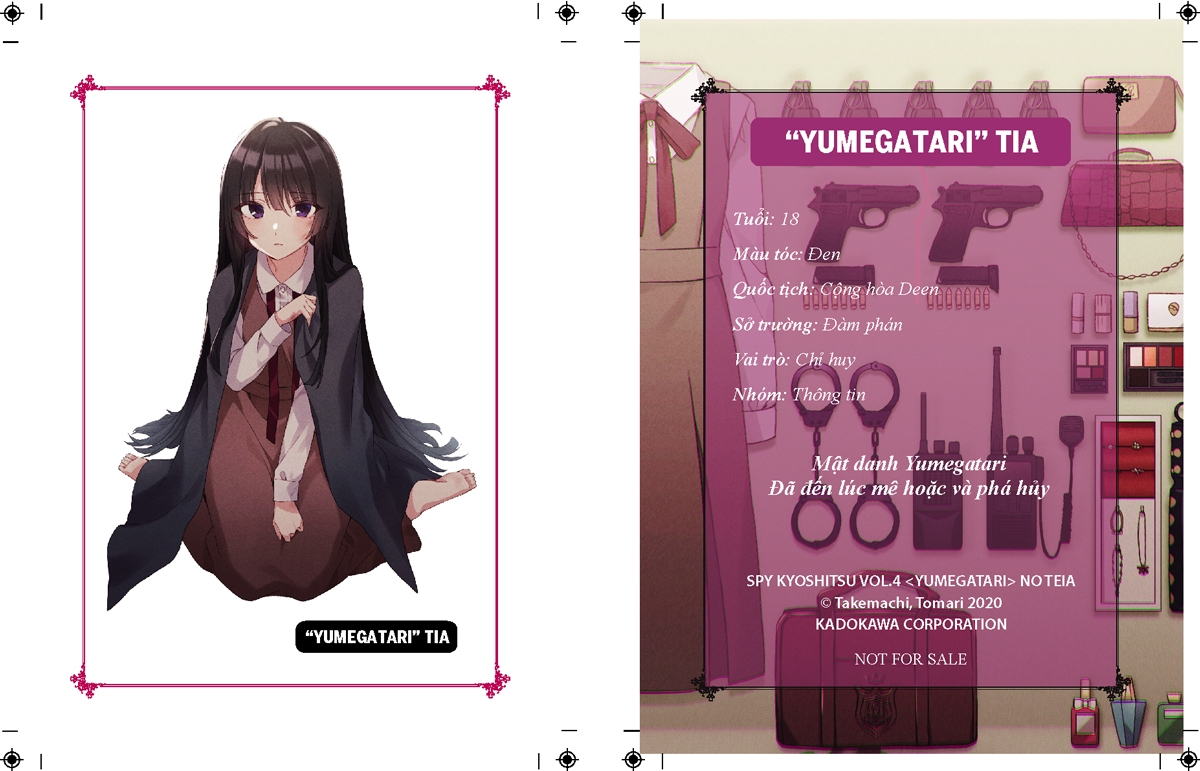 “YUMEGATARI” TIA
“YUMEGATARI” TIA
Tuổi: 18
Màu tóc: Đen
Quốc tịch: Cộng hòa Deen
Sở trường: Đàm phán
Vai trò: Chỉ huy
Nhóm: Thông tin
Mật danh Yumegatari
Đã đến lúc mê hoặc và phá hủy
SPY KYOSHITSU VOL.4 <YUMEGATARI> NO TEIA
© Takemachi, Tomari 2020
KADOKAWA CORPORATION
NOT FOR SALE